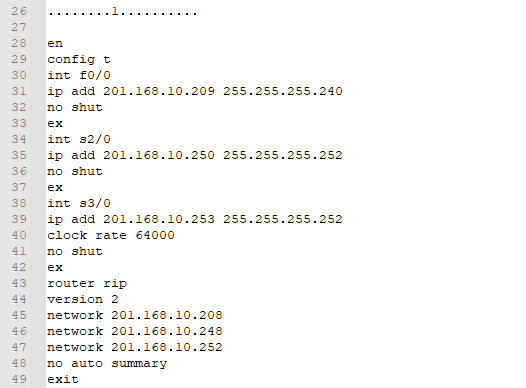 26 ........1..........
27
28 en
29 config t
30 int f0/0
31 ip add 201.168.10.209 255.255.255.240
32 no shut
33 ex
34 int s2/0
35 ip add 201.168.10.250 255.255.255.252
36 no shut
37 ex
38 int s3/0
39 ip add 201.168.10.253 255.255.255.252
40 clock rate 64000
41 no shut
42 ex
43 router rip
44 version 2
45 network 201.168.10.208
46 network 201.168.10.248
47 network 201.168.10.252
48 no auto summary
49 exit